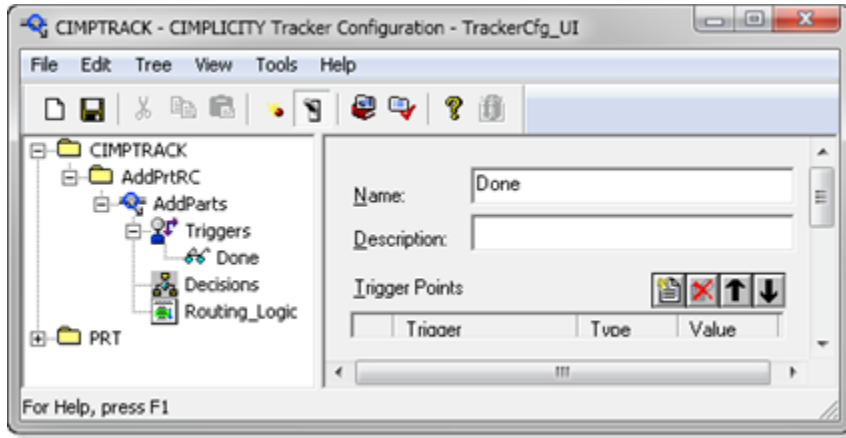 CIMPTRACK - CIMPLICITY Tracker Configuration - TrackerCfg_UI
File Edit Tree View Tools Help
CIMPTRACK
AddPrtRC
AddParts
Triggers
Done
Decisions
Routing_Logic
PRT
Name: Done
Description:
Trigger Points
Trigger Type Value
For Help, press F1